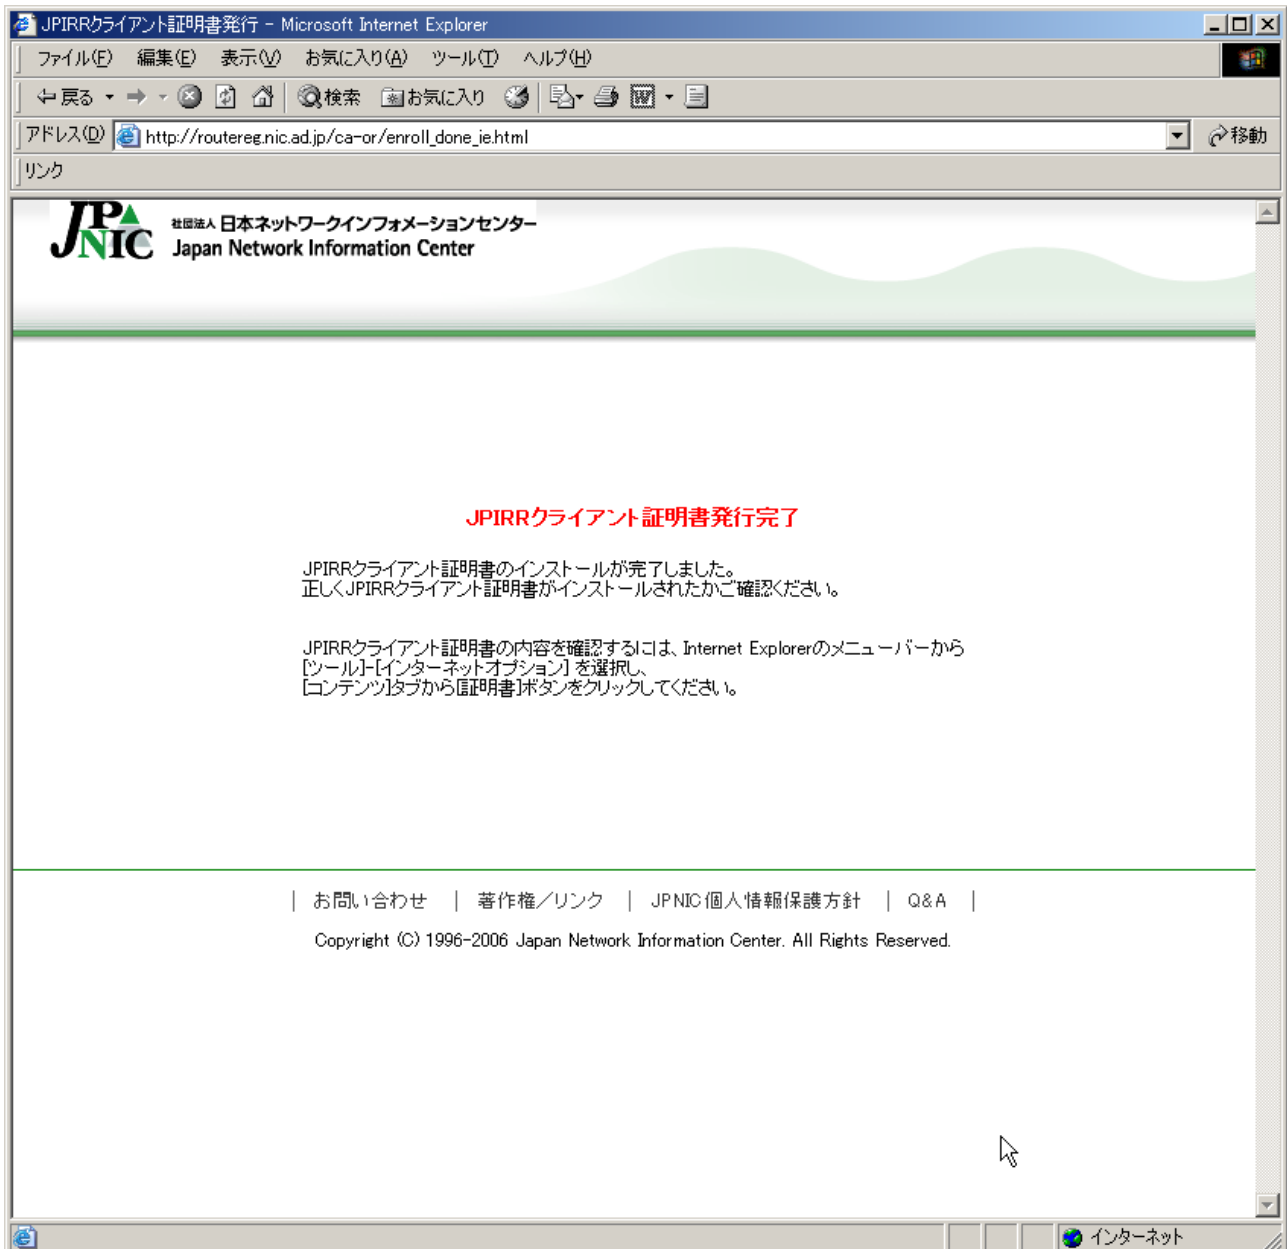 JPIRRクライアント証明書発行 - Microsoft Internet Explorer
ファイル(F) 編集(E) 表示(V) お気に入り(A) ツール(T) ヘルプ(H)
戻る 検索 お気に入り
アドレス(D) http://routereg.nic.ad.jp/ca-or/enroll_done_ie.html 移動
リンク
JPNIC 社団法人 日本ネットワークインフォメーションセンター
Japan Network Information Center
JPIRRクライアント証明書発行完了
JPIRRクライアント証明書のインストールが完了しました。
正しくJPIRRクライアント証明書がインストールされたかご確認ください。
JPIRRクライアント証明書の内容を確認するには、Internet Explorerのメニューバーから
[ツール]-[インターネットオプション] を選択し、
[コンテンツ]タブから[証明書]ボタンをクリックしてください。
| お問い合わせ | 著作権／リンク | JPNIC個人情報保護方針 | Q&A |
Copyright (C) 1996-2006 Japan Network Information Center. All Rights Reserved.
インターネット